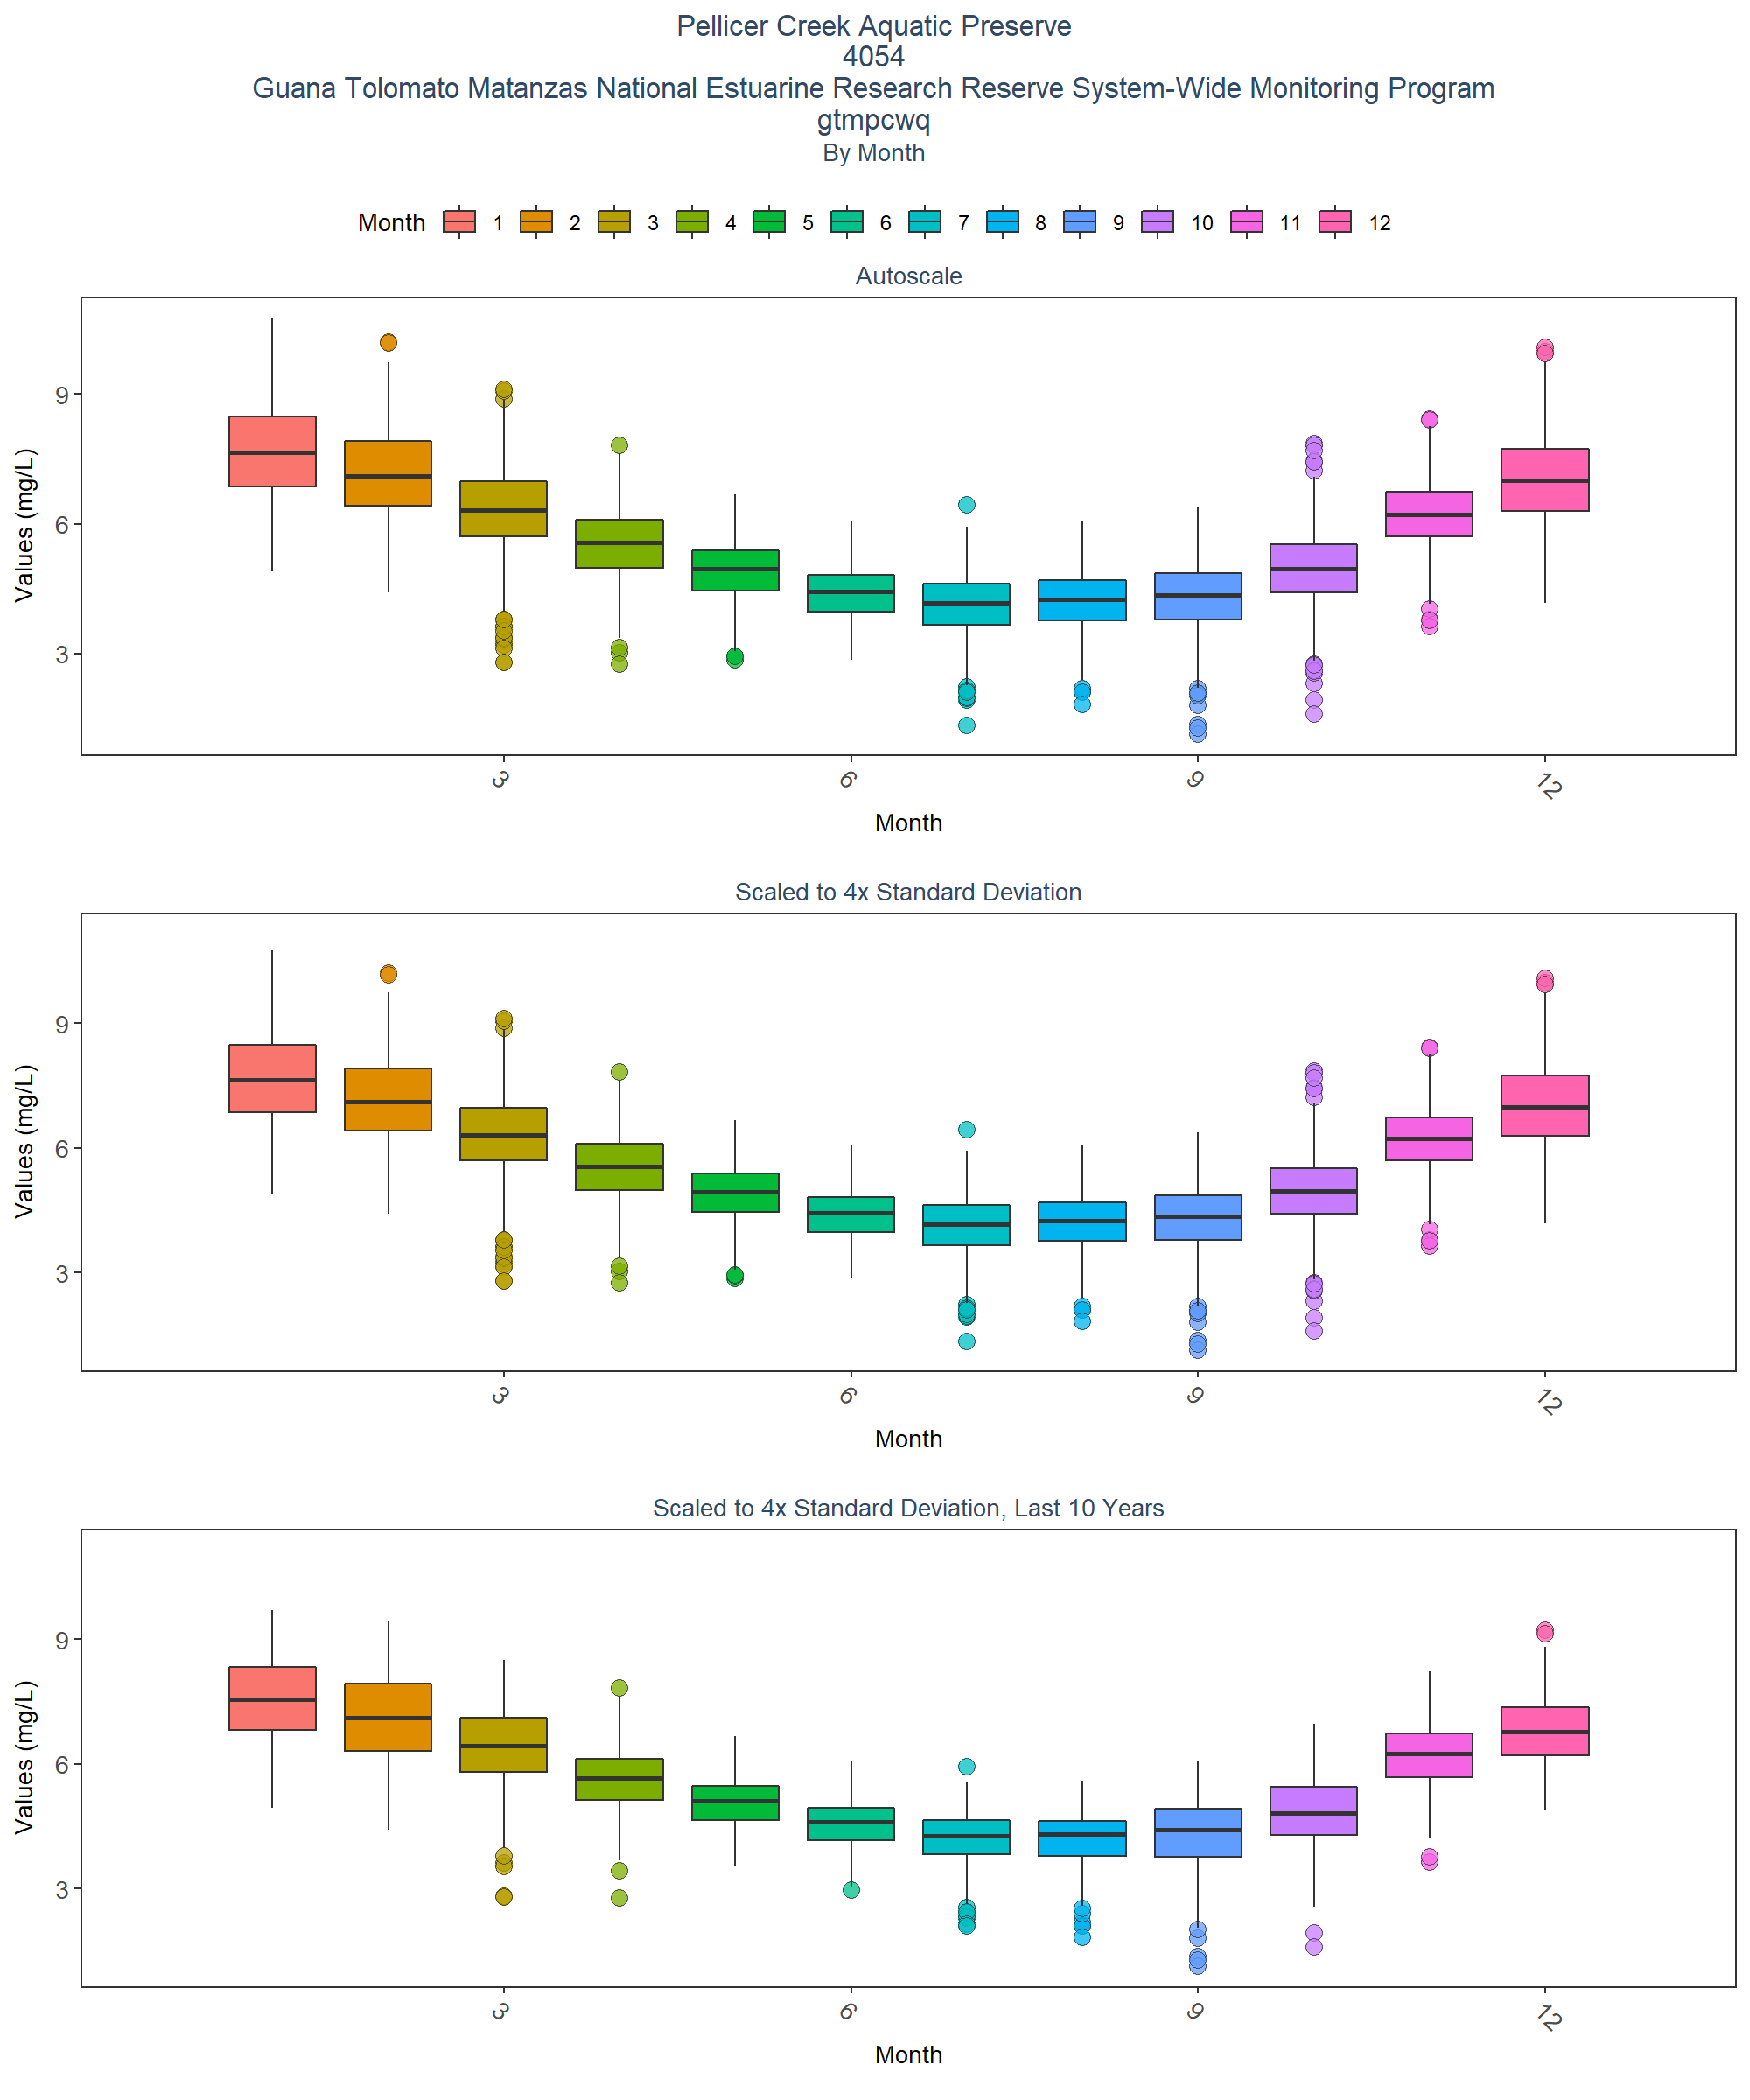 Pellicer Creek Aquatic Preserve
4054
Guana Tolomato Matanzas National Estuarine Research Reserve System-Wide Monitoring Program
gtmpcwq
By Month
Month 1 2 3 4 5 6 7 8 9 10 11 12
Autoscale
Values (mg/L)
9
6
3
3 6 9 12
Month
Scaled to 4x Standard Deviation
Values (mg/L)
9
6
3
3 6 9 12
Month
Scaled to 4x Standard Deviation, Last 10 Years
Values (mg/L)
9
6
3
3 6 9 12
Month